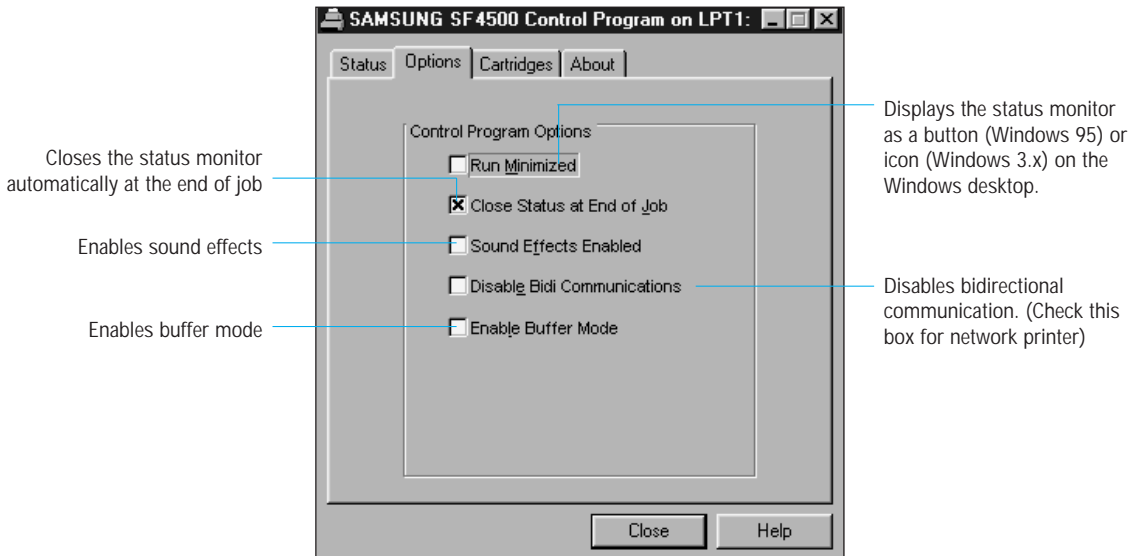 SAMSUNG SF4500 Control Program on LPT1:
Status Options Cartridges About
Control Program Options
Run Minimized
Close Status at End of Job
Sound Effects Enabled
Disable Bidi Communications
Enable Buffer Mode
Close Help
Closes the status monitor
automatically at the end of job
Enables sound effects
Enables buffer mode
Displays the status monitor
as a button (Windows 95) or
icon (Windows 3.x) on the
Windows desktop.
Disables bidirectional
communication. (Check this
box for network printer)